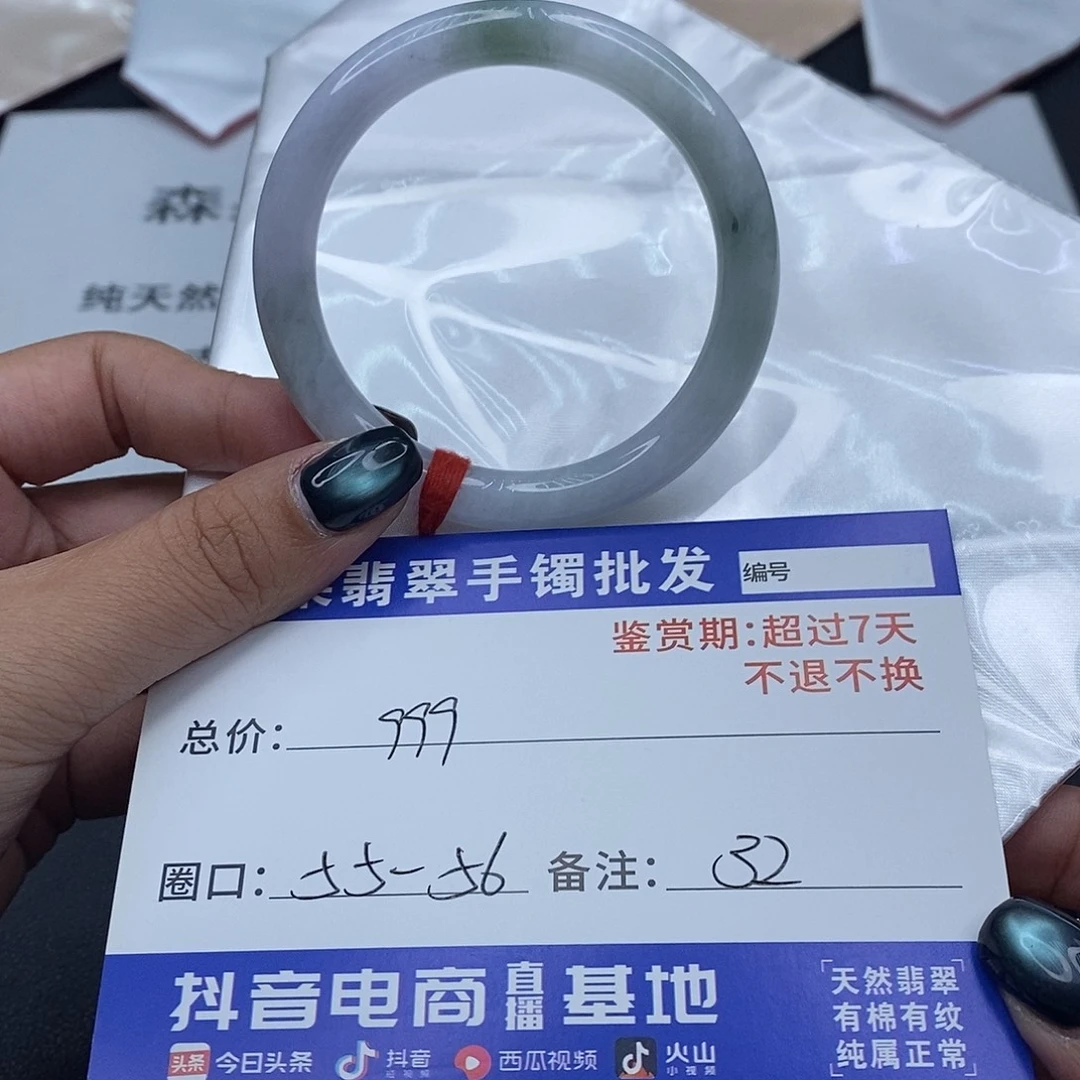 森
纯天然
翡翠手镯批发 编号
鉴赏期:超过7天
不退不换
总价: 999
圈口: 55-56 备注: 32
抖音电商直播基地
天然翡翠
有棉有纹
纯属正常
头条 今日头条 抖音 短视频 西瓜视频 火山 小视频